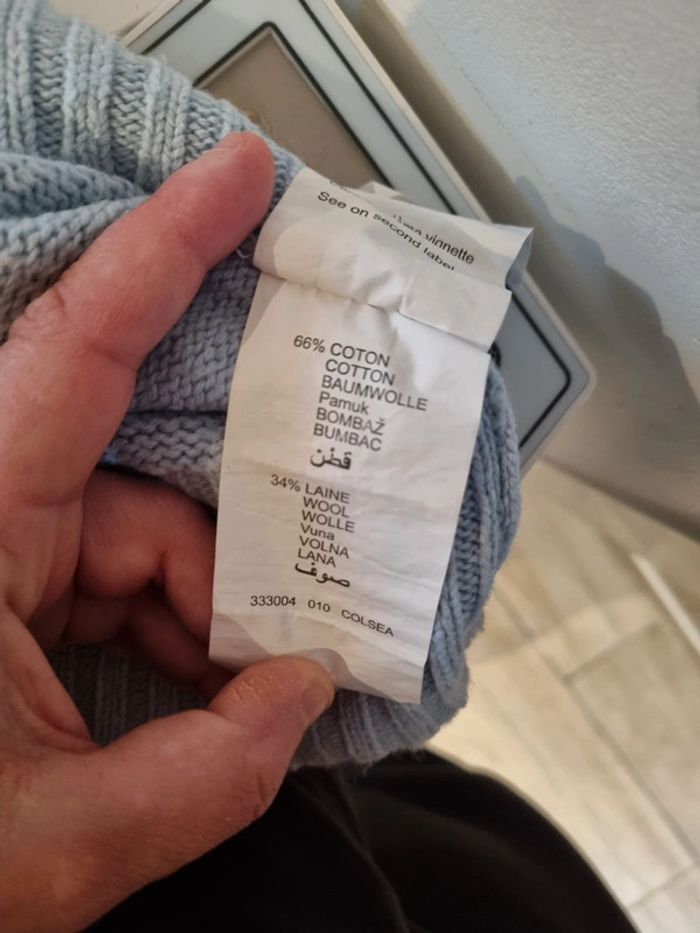 vinnette
See on second label
66% COTON
COTTON
BAUMWOLLE
Pamuk
BOMBAŽ
BUMBAC
قطن
34% LAINE
WOOL
WOLLE
Vuna
VOLNA
LANA
صوف
333004 010 COLSEA